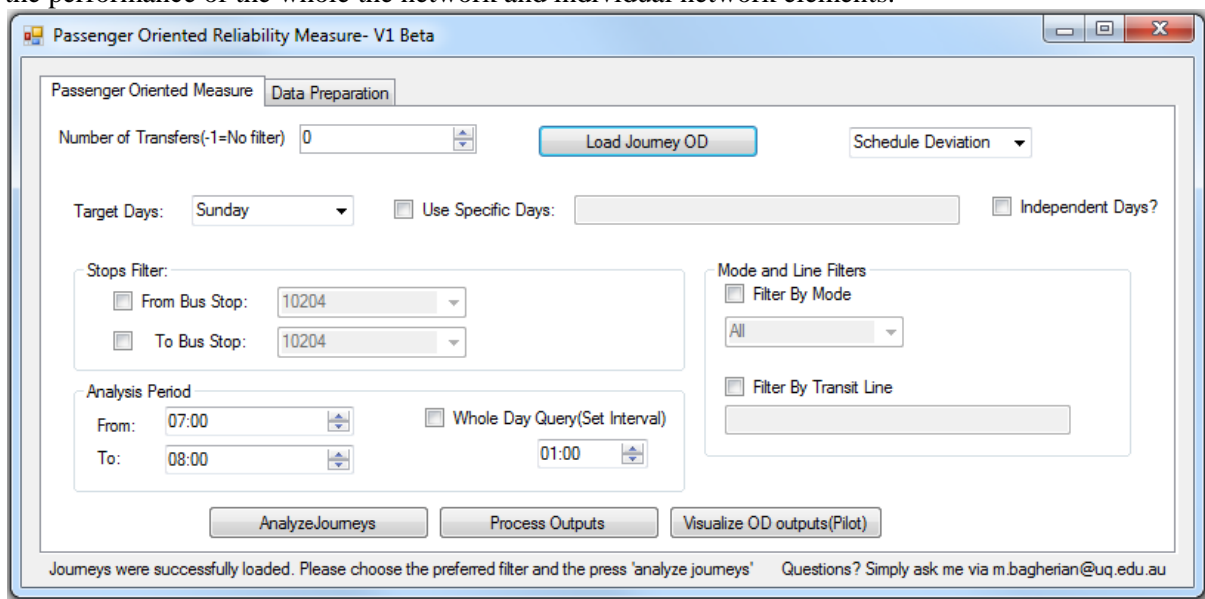 the performance of the whole the network and individual network elements.
Passenger Oriented Reliability Measure- V1 Beta
Passenger Oriented Measure Data Preparation
Number of Transfers(-1=No filter) 0 Load Journey OD Schedule Deviation
Target Days: Sunday Use Specific Days: Independent Days?
Stops Filter: Mode and Line Filters
From Bus Stop: 10204 Filter By Mode
To Bus Stop: 10204 All
Analysis Period Filter By Transit Line
From: 07:00 Whole Day Query(Set Interval)
To: 08:00 01:00
AnalyzeJourneys Process Outputs Visualize OD outputs(Pilot)
Journeys were successfully loaded. Please choose the preferred filter and the press 'analyze journeys' Questions? Simply ask me via m.bagherian@uq.edu.au